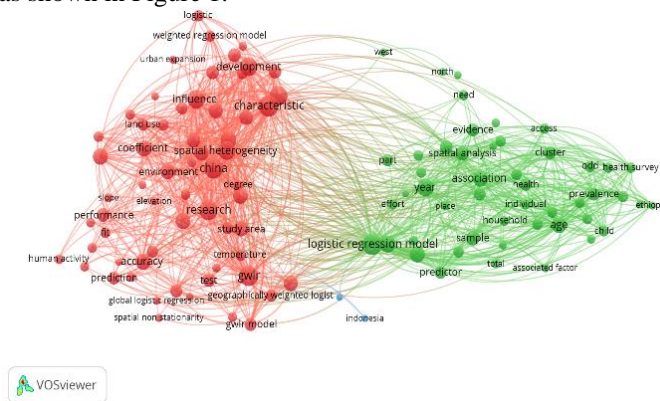 as shown in Figure 1.
logistic
weighted regression model
west
urban expansion
development
north
need
influence
characteristic
land use
evidence
access
coefficient
spatial heterogeneity
part
spatial analysis
cluster
odd
health survey
environment
china
association
degree
year
health
slope
elevation
effort
place
individual
prevalence
ethiop
performance
research
household
age
fit
study area
child
logistic regression model
sample
human activity
accuracy
temperature
total
associated factor
prediction
test
gwlr
predictor
global logistic regression
geographically weighted logist
spatial non stationarity
gwlr model
indonesia
VOSviewer